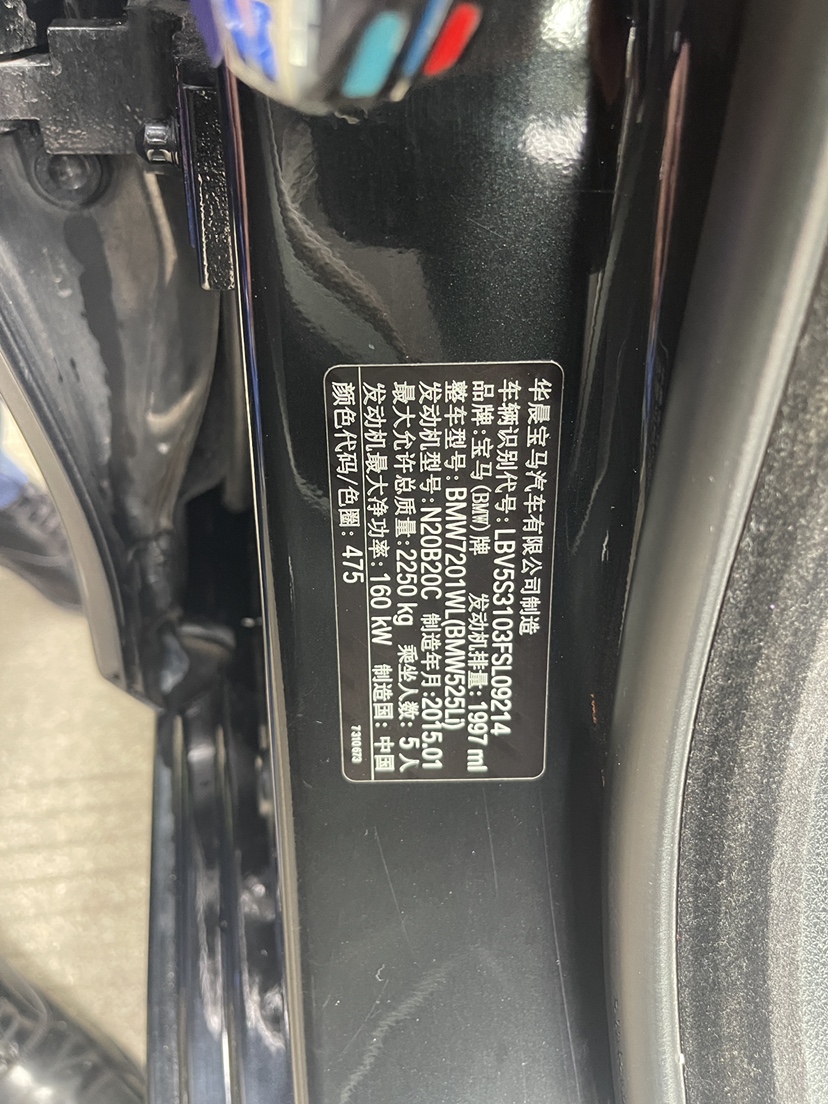 华晨宝马汽车有限公司制造
车辆识别代号：LBV5S3103FSL09214
品牌：宝马（BMW）牌 发动机排量：1997 ml
整车型号：BMW7201WL(BMW525Li)
发动机型号：N20B20C 制造年月：2015.01
最大允许总质量：2250 kg 乘坐人数：5人
发动机最大净功率：160 kW 制造国：中国
颜色代码/色圈：475
7310673